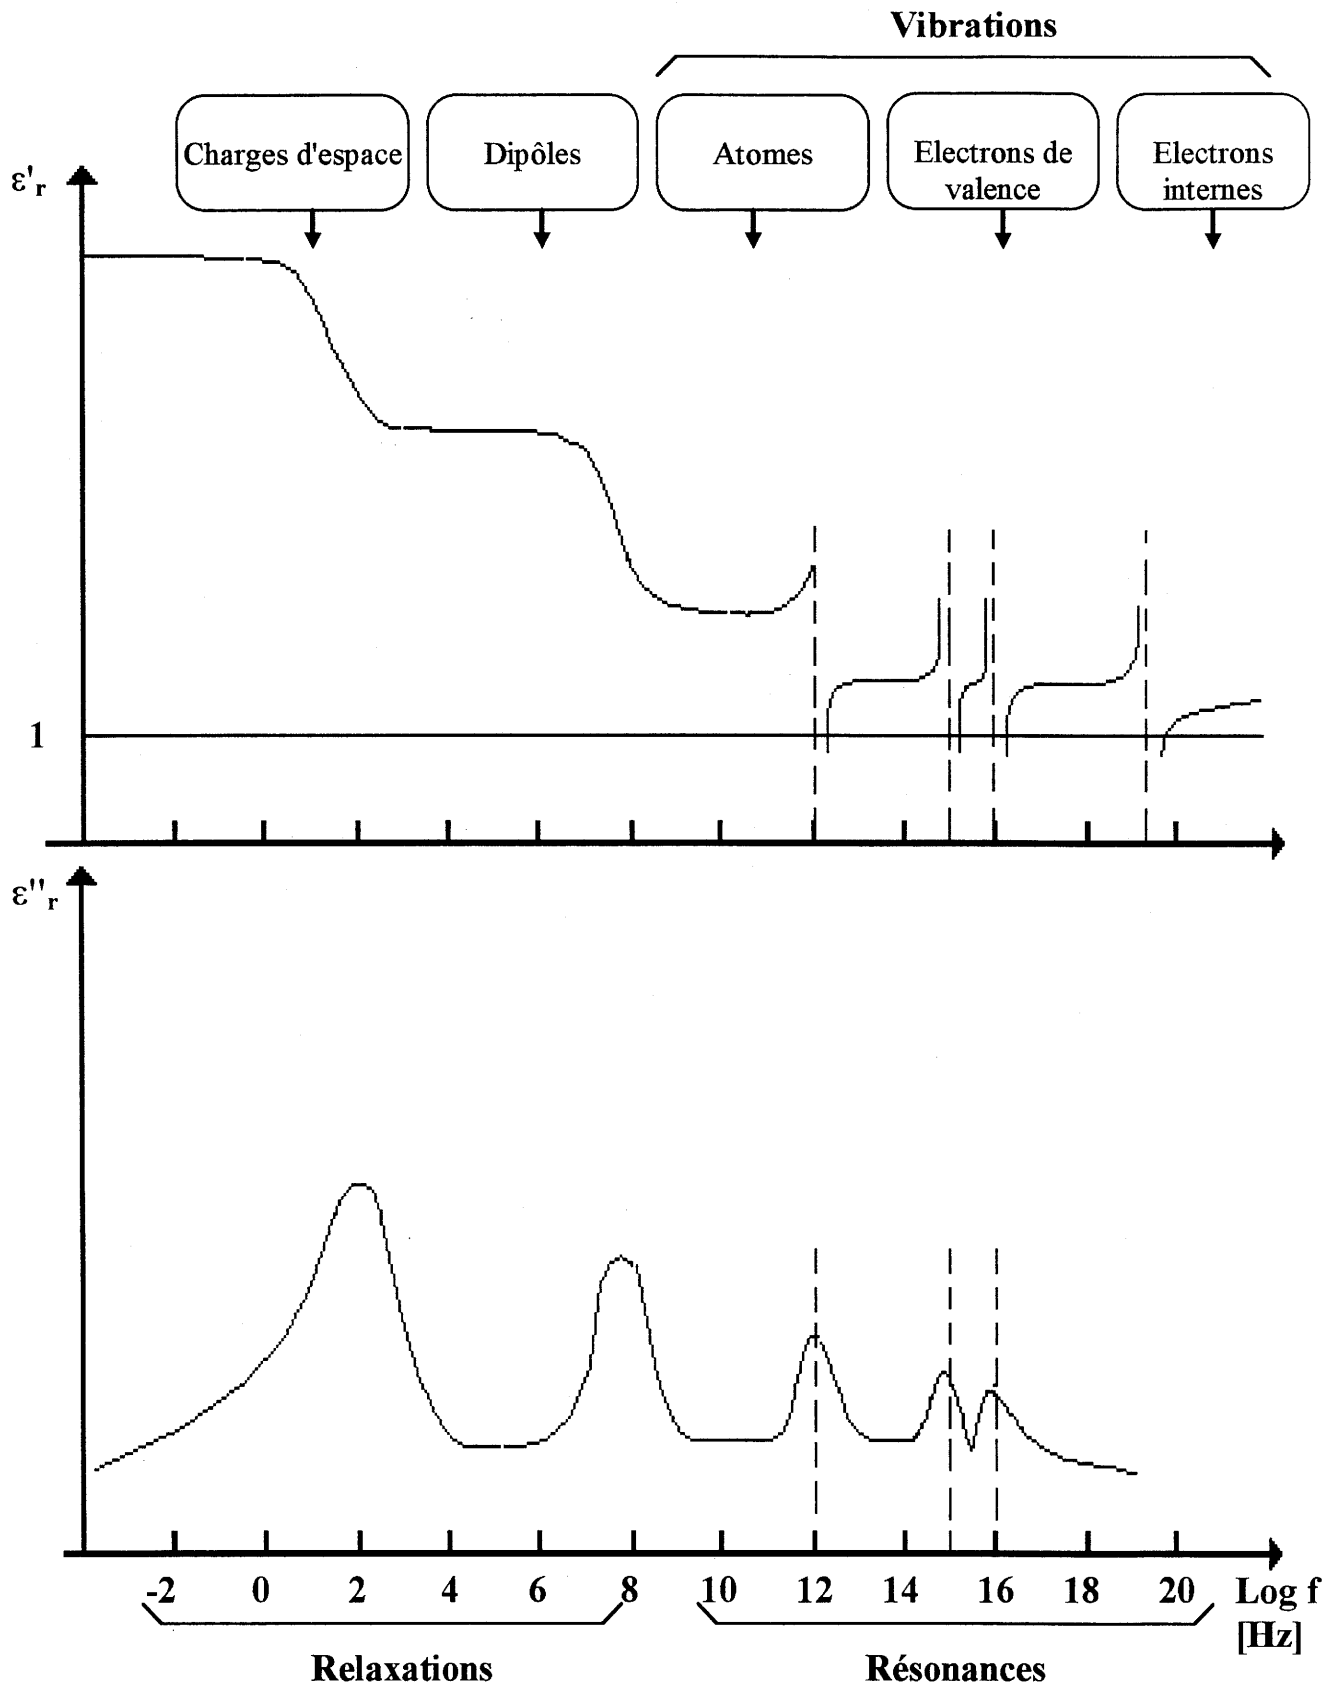 Vibrations
Charges d'espace
Dipôles
Atomes
Electrons de
valence
Electrons
internes
ε'r
1
ε''r
-2 0 2 4 6 8 10 12 14 16 18 20 Log f
[Hz]
Relaxations
Résonances